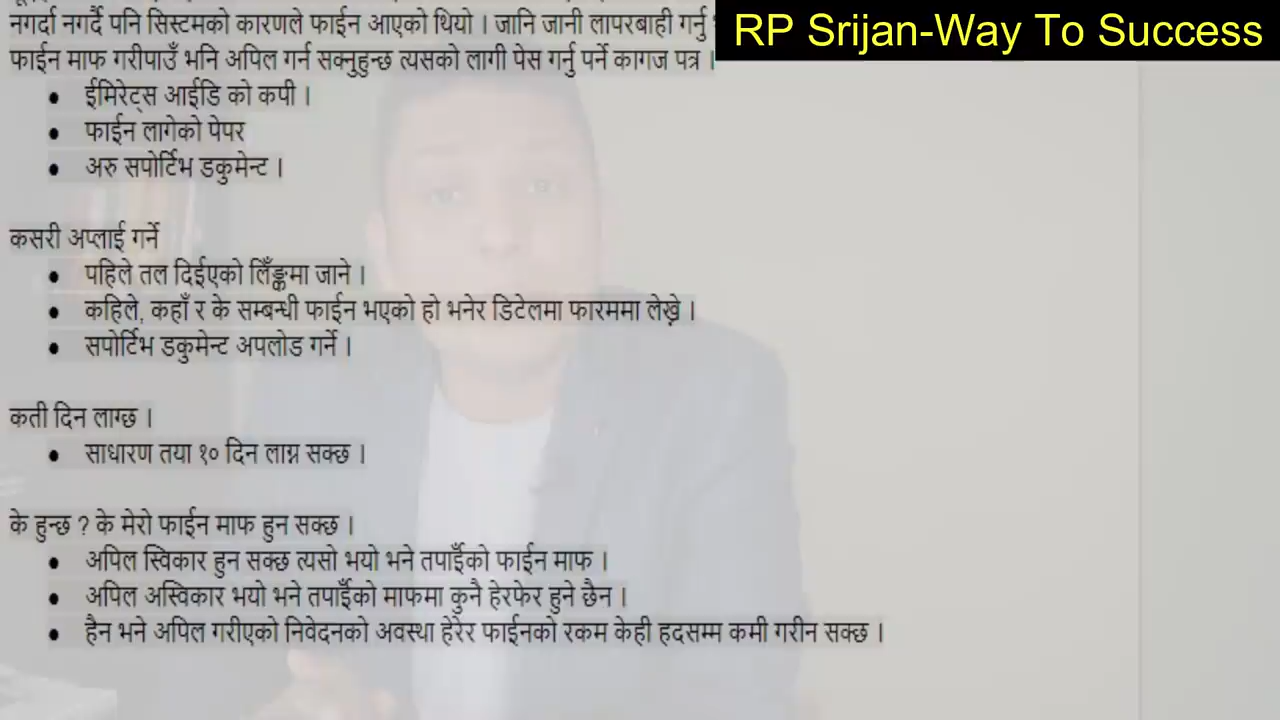 RP Srijan-Way To Success
नगर्दा नगर्दै पनि सिस्टमको कारणले फाईन आएको थियो । जानि जानी लापरबाही गर्नु
फाईन माफ गरीपाउँ भनि अपिल गर्न सक्नुहुन्छ त्यसको लागी पेस गर्नु पर्ने कागज पत्र ।
• ईमिरेट्स आईडि को कपी ।
• फाईन लागेको पेपर
• अरु सपोर्टिभ डकुमेन्ट ।
कसरी अप्लाई गर्ने
• पहिले तल दिईएको लिँङ्कमा जाने ।
• कहिले, कहाँ र के सम्बन्धी फाईन भएको हो भनेर डिटेलमा फारममा लेख्ने ।
• सपोर्टिभ डकुमेन्ट अपलोड गर्ने ।
कती दिन लाग्छ ।
• साधारण तया १० दिन लाग्न सक्छ ।
के हुन्छ ? के मेरो फाईन माफ हुन सक्छ ।
• अपिल स्विकार हुन सक्छ त्यसो भयो भने तपाईँको फाईन माफ ।
• अपिल अस्विकार भयो भने तपाईँको माफमा कुनै हेरफेर हुने छैन ।
• हैन भने अपिल गरीएको निवेदनको अवस्था हेरेर फाईनको रकम केही हदसम्म कमी गरीन सक्छ ।